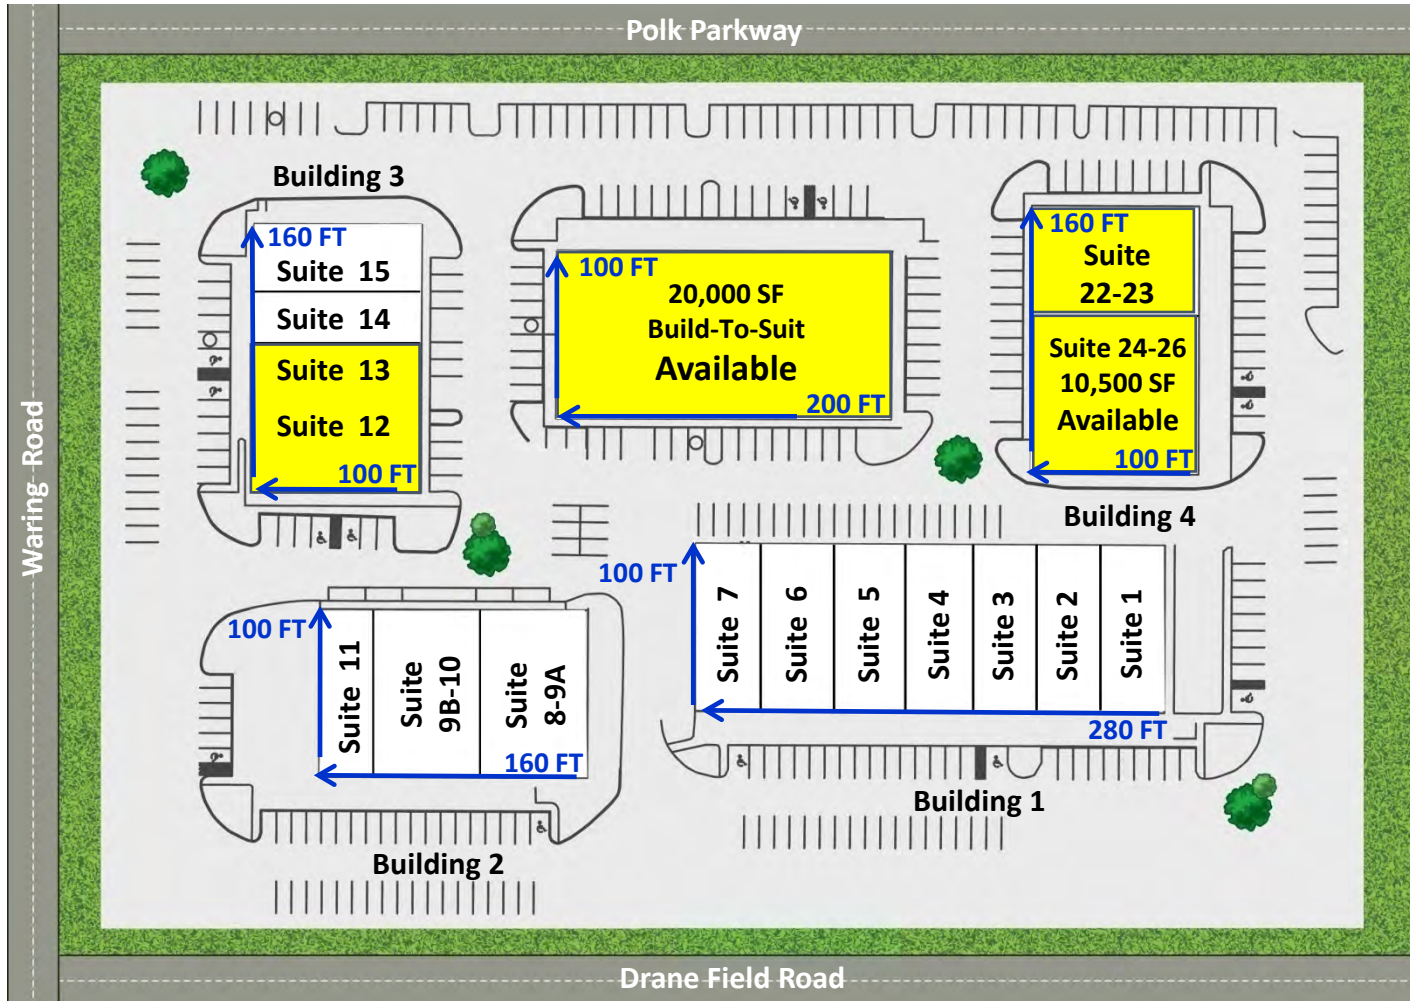 Polk Parkway
Waring Road
Building 3
160 FT
Suite 15
Suite 14
Suite 13
Suite 12
100 FT
100 FT
20,000 SF
Build-To-Suit
Available
200 FT
160 FT
Suite
22-23
Suite 24-26
10,500 SF
Available
100 FT
Building 4
100 FT
Suite 11
Suite
9B-10
Suite
8-9A
160 FT
Building 2
100 FT
Suite 7
Suite 6
Suite 5
Suite 4
Suite 3
Suite 2
Suite 1
280 FT
Building 1
Drane Field Road